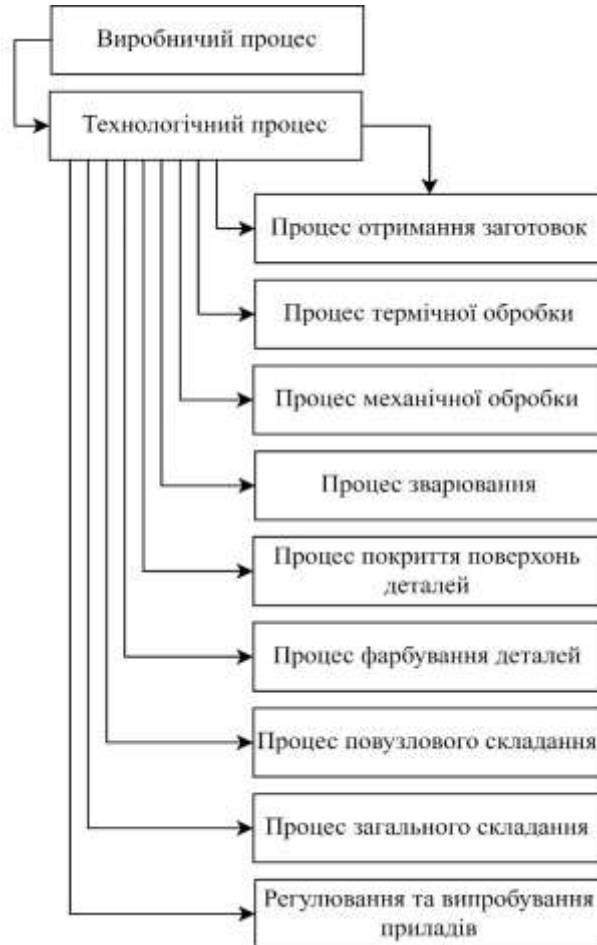 Виробничий процес
Технологічний процес
Процес отримання заготовок
Процес термічної обробки
Процес механічної обробки
Процес зварювання
Процес покриття поверхонь
деталей
Процес фарбування деталей
Процес повузлового складання
Процес загального складання
Регулювання та випробування
приладів